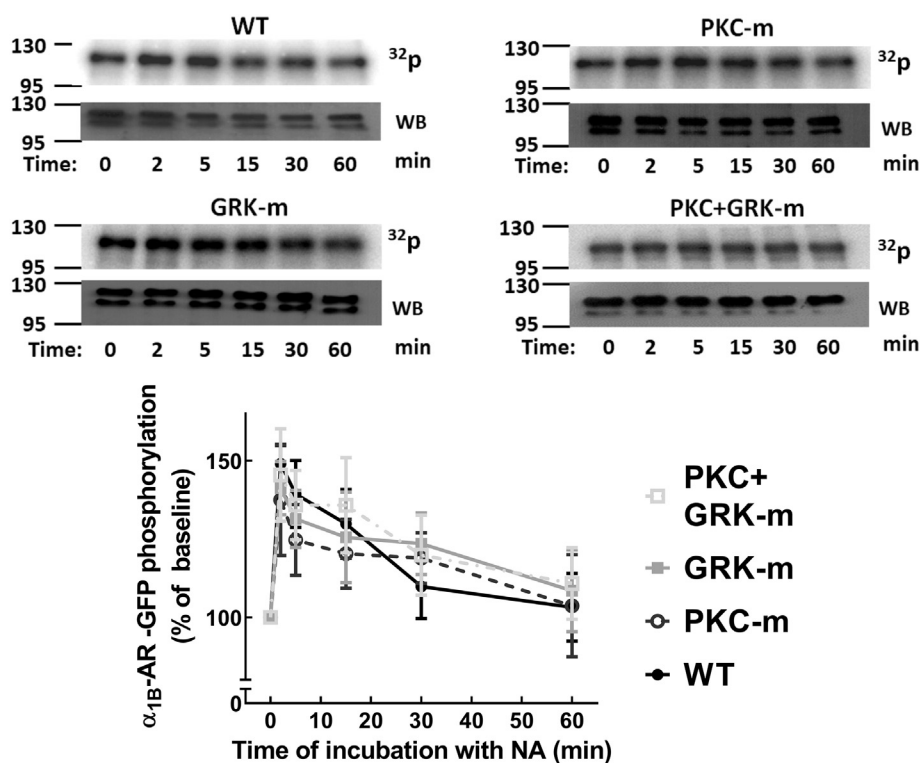 WT
130
95
³²p
130
95
WB
Time: 0 2 5 15 30 60 min
PKC-m
130
95
³²p
130
95
WB
Time: 0 2 5 15 30 60 min
GRK-m
130
95
³²p
130
95
WB
Time: 0 2 5 15 30 60 min
PKC+GRK-m
130
95
³²p
130
95
WB
Time: 0 2 5 15 30 60 min
α1B-AR -GFP phosphorylation
(% of baseline)
150
100
0
0 10 20 30 40 50 60
Time of incubation with NA (min)
PKC+
GRK-m
GRK-m
PKC-m
WT